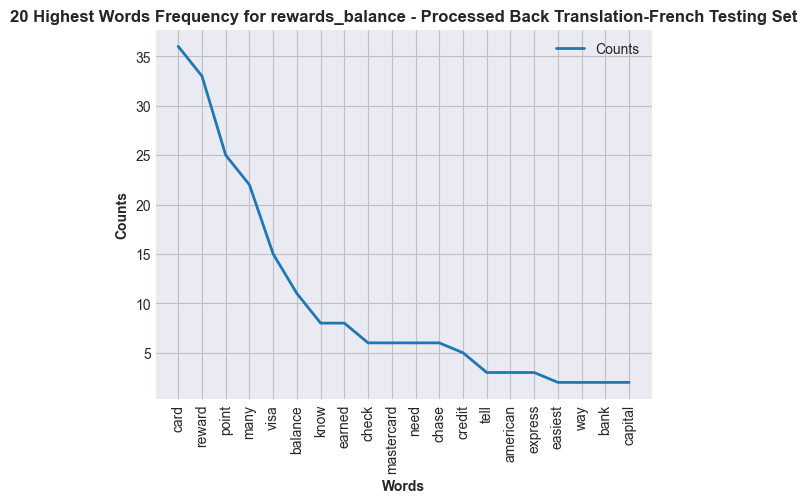 20 Highest Words Frequency for rewards_balance - Processed Back Translation-French Testing Set
Counts
35
30
25
20
15
10
5
Counts
card
reward
point
many
visa
balance
know
earned
check
mastercard
need
chase
credit
tell
american
express
easiest
way
bank
capital
Words